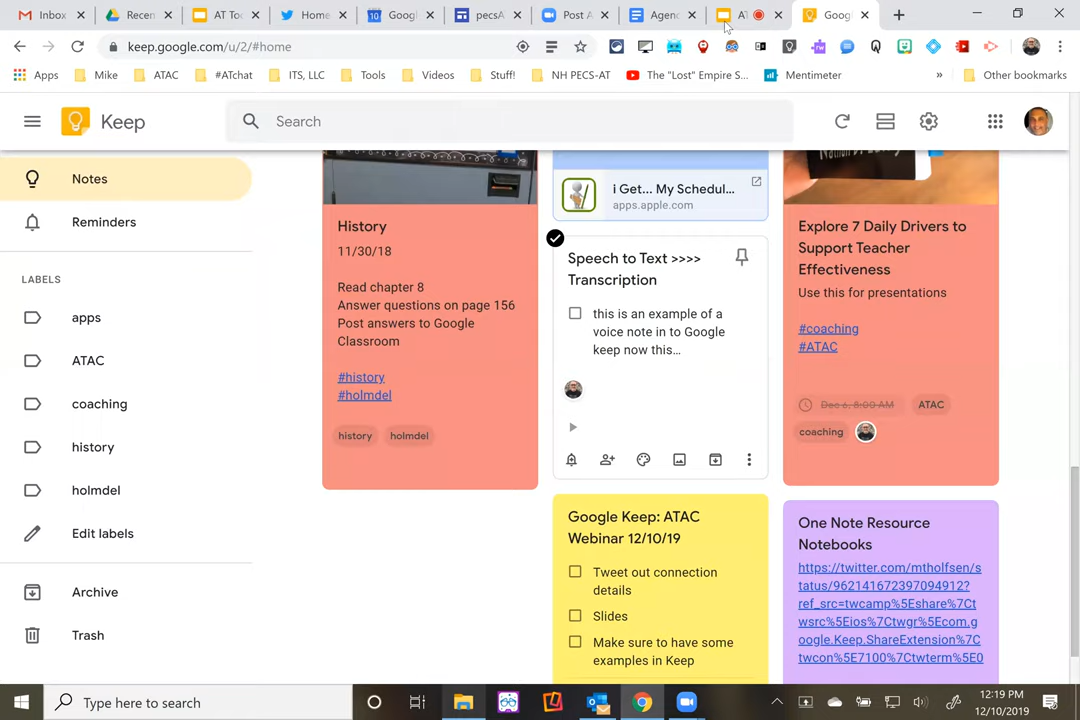 Inbox
Recen
AT Too
Home
10
Googl
pecsA
Post A
Agenc
AT
Googl
keep.google.com/u/2/#home
Apps
Mike
ATAC
#ATchat
ITS, LLC
Tools
Videos
Stuff!
NH PECS-AT
The "Lost" Empire S...
Mentimeter
»
Other bookmarks
Keep
Search
Notes
Reminders
LABELS
apps
ATAC
coaching
history
holmdel
Edit labels
Archive
Trash
History
11/30/18
Read chapter 8
Answer questions on page 156
Post answers to Google
Classroom
#history
#holmdel
history
holmdel
i Get... My Schedul...
apps.apple.com
Speech to Text >>>>
Transcription
this is an example of a
voice note in to Google
keep now this...
Google Keep: ATAC
Webinar 12/10/19
Tweet out connection
details
Slides
Make sure to have some
examples in Keep
Explore 7 Daily Drivers to
Support Teacher
Effectiveness
Use this for presentations
#coaching
#ATAC
Dec 6, 8:00 AM
ATAC
coaching
One Note Resource
Notebooks
https://twitter.com/mtholfsen/s
tatus/962141672397094912?
ref_src=twcamp%5Eshare%7Ct
wsrc%5Eios%7Ctwgr%5Ecom.g
oogle.Keep.ShareExtension%7C
twcon%5E7100%7Ctwterm%5E0
Type here to search
12:19 PM
12/10/2019